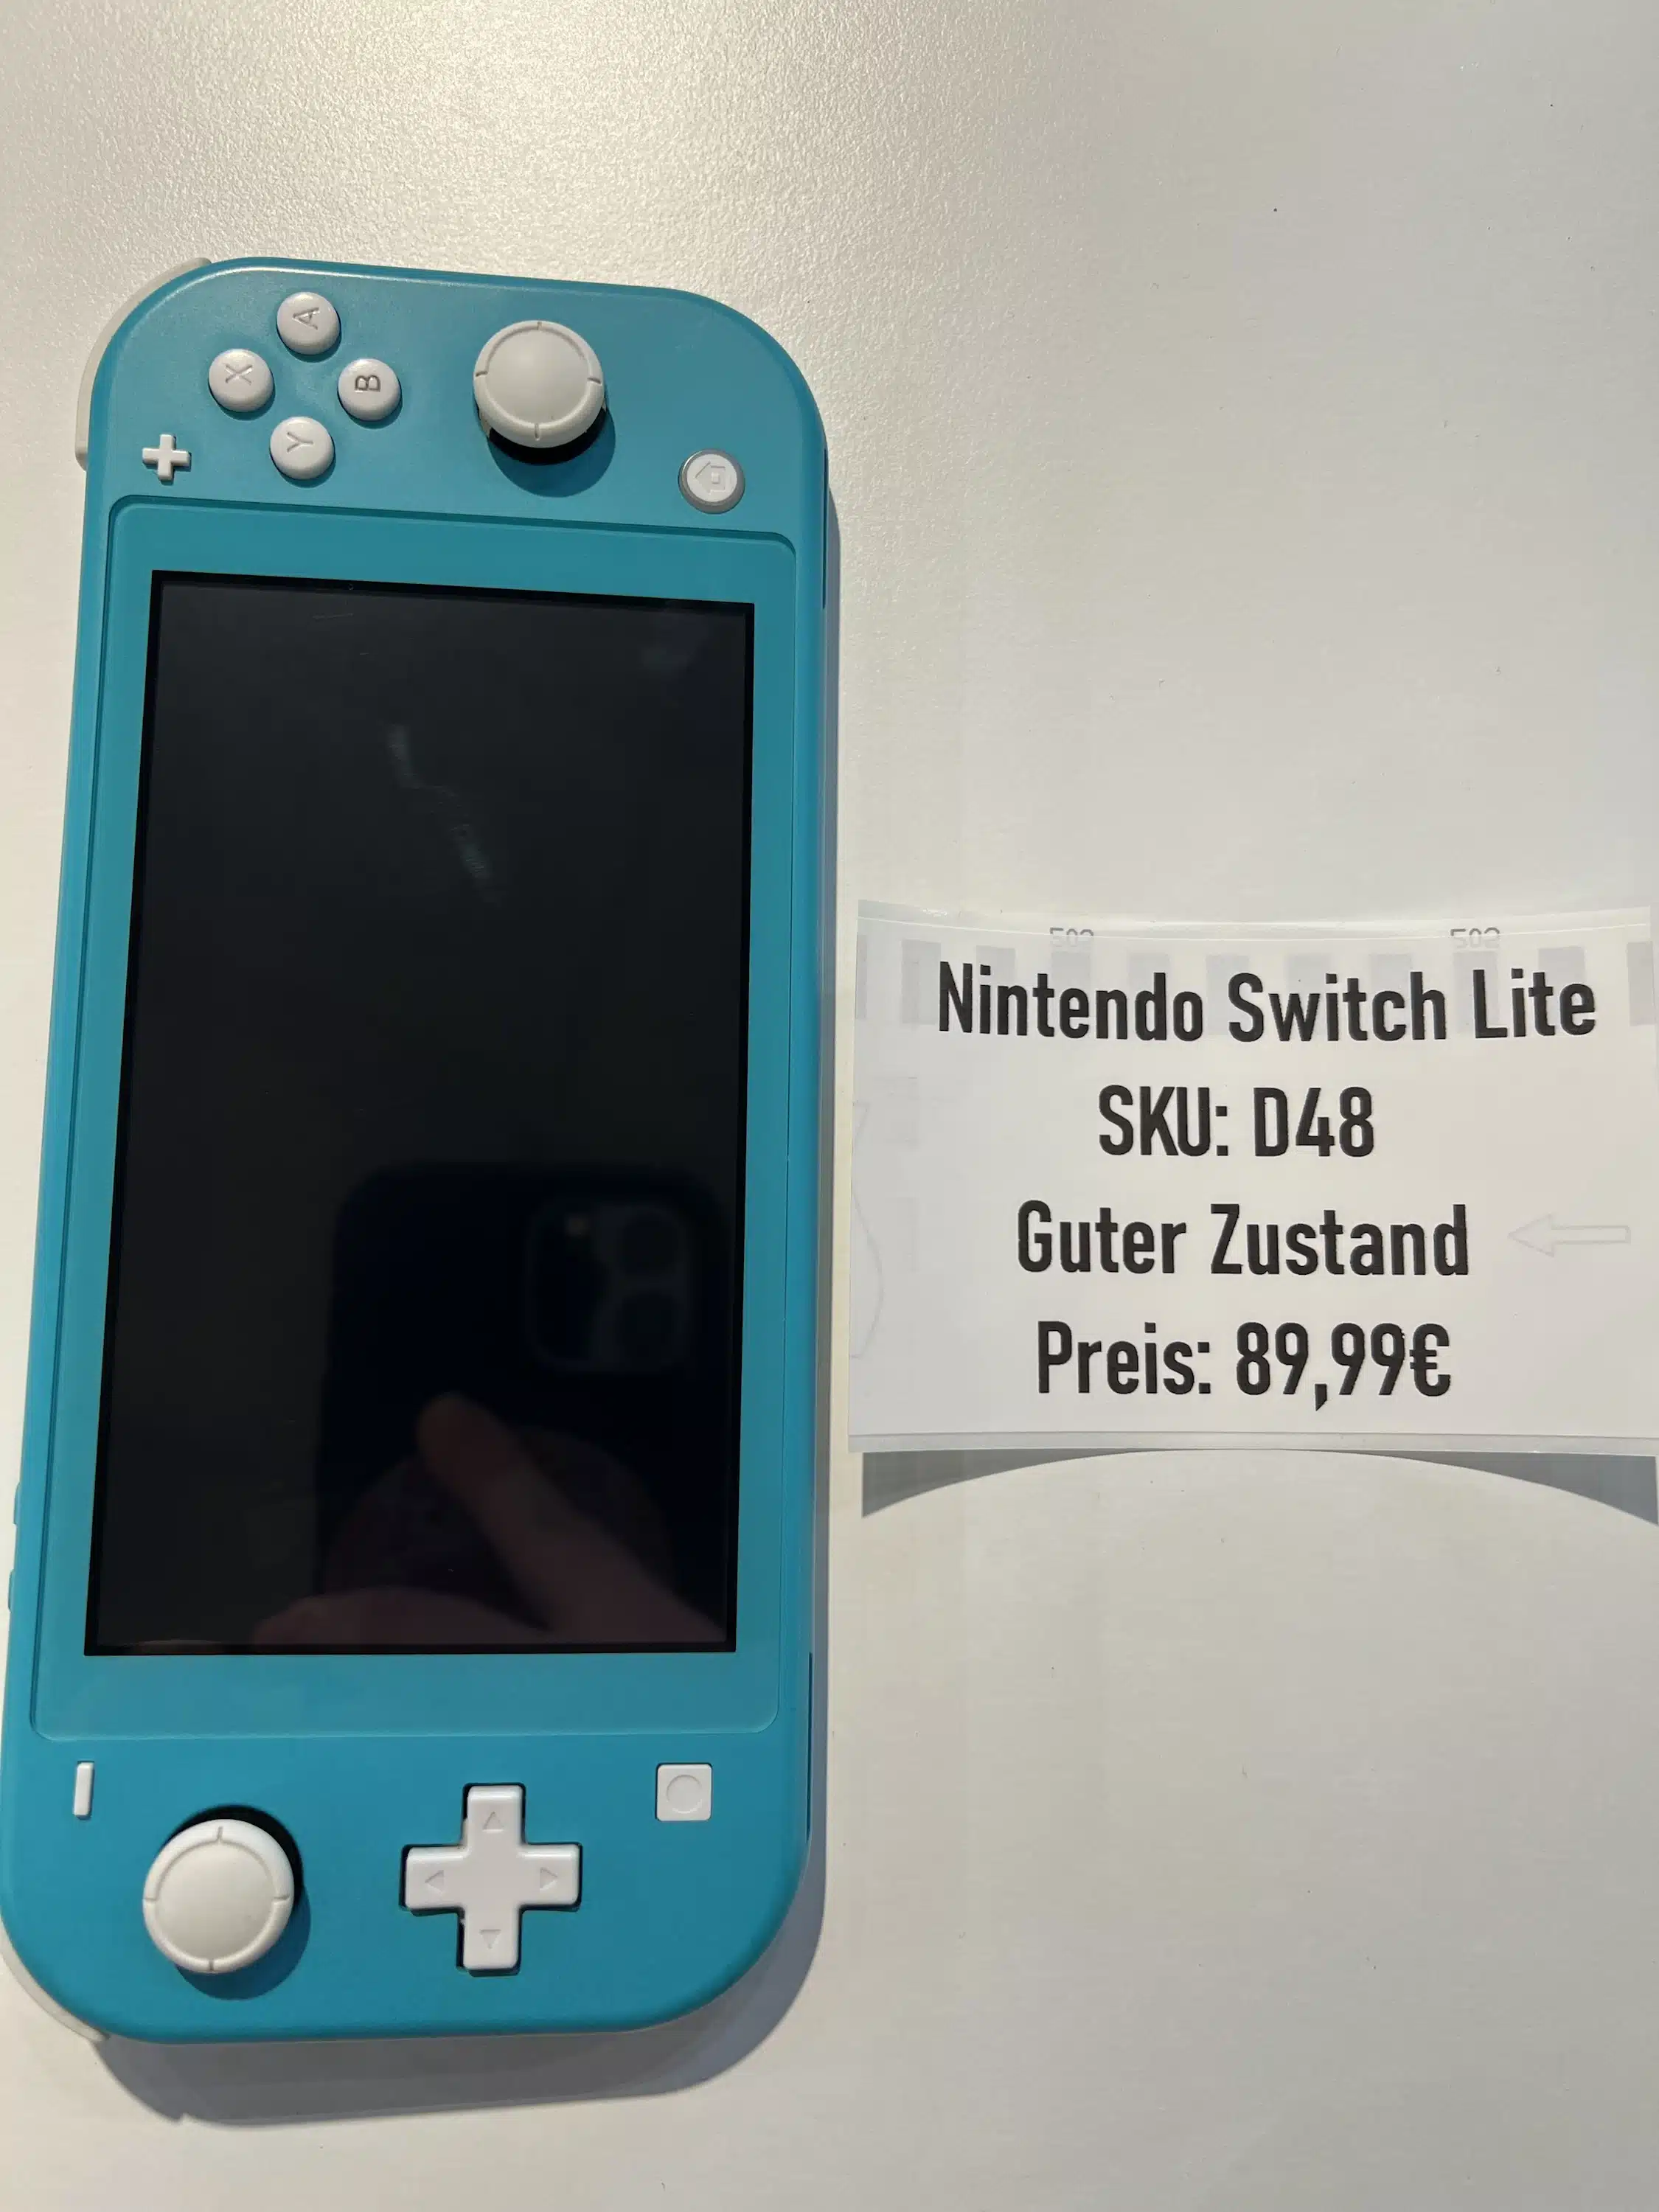 A
X
B
Y
Nintendo Switch Lite
SKU: D48
Guter Zustand
Preis: 89,99€